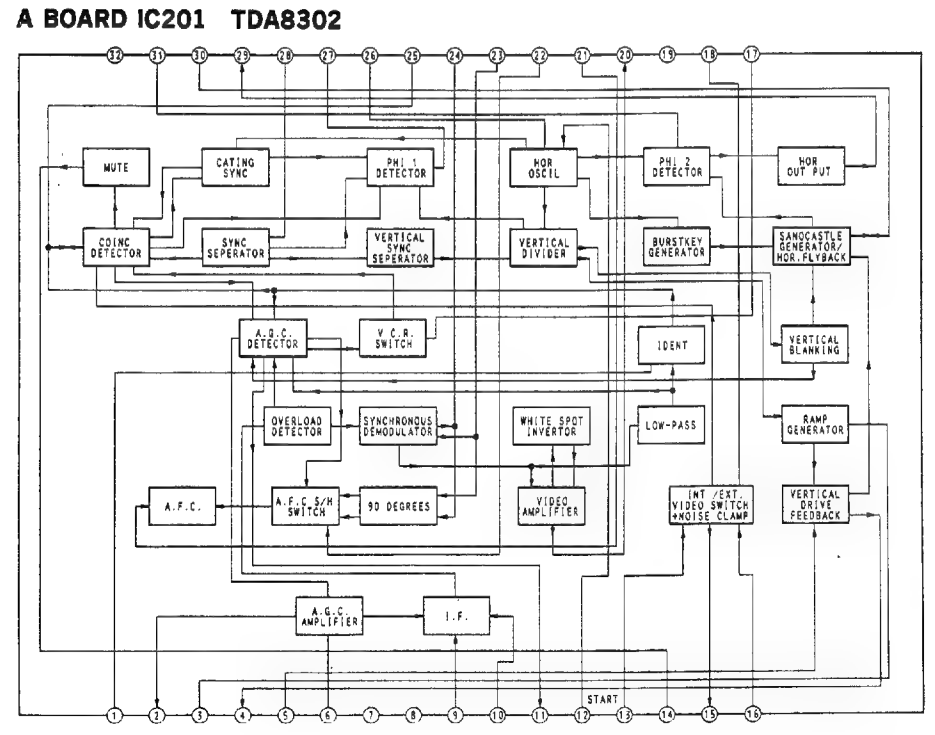 A BOARD IC201 TDA8302
32 31 30 29 28 27 26 25 24 23 22 21 20 19 18 17
MUTE
CATING
SYNC
PHI 1
DETECTOR
HOR
OSCIL
PHI 2
DETECTOR
HOR
OUT PUT
COINC
DETECTOR
SYNC
SEPERATOR
VERTICAL
SYNC
SEPERATOR
VERTICAL
DIVIDER
BURSTKEY
GENERATOR
SANDCASTLE
GENERATOR/
HOR.FLYBACK
A.G.C.
DETECTOR
V.C.R.
SWITCH
IDENT
VERTICAL
BLANKING
OVERLOAD
DETECTOR
SYNCHRONOUS
DEMODULATOR
WHITE SPOT
INVERTOR
LOW-PASS
RAMP
GENERATOR
A.F.C.
A.F.C S/H
SWITCH
90 DEGREES
VIDEO
AMPLIFIER
INT /EXT.
VIDEO SWITCH
+NOISE CLAMP
VERTICAL
DRIVE
FEEDBACK
A.G.C.
AMPLIFIER
I.F.
START
1 2 3 4 5 6 7 8 9 10 11 12 13 14 15 16